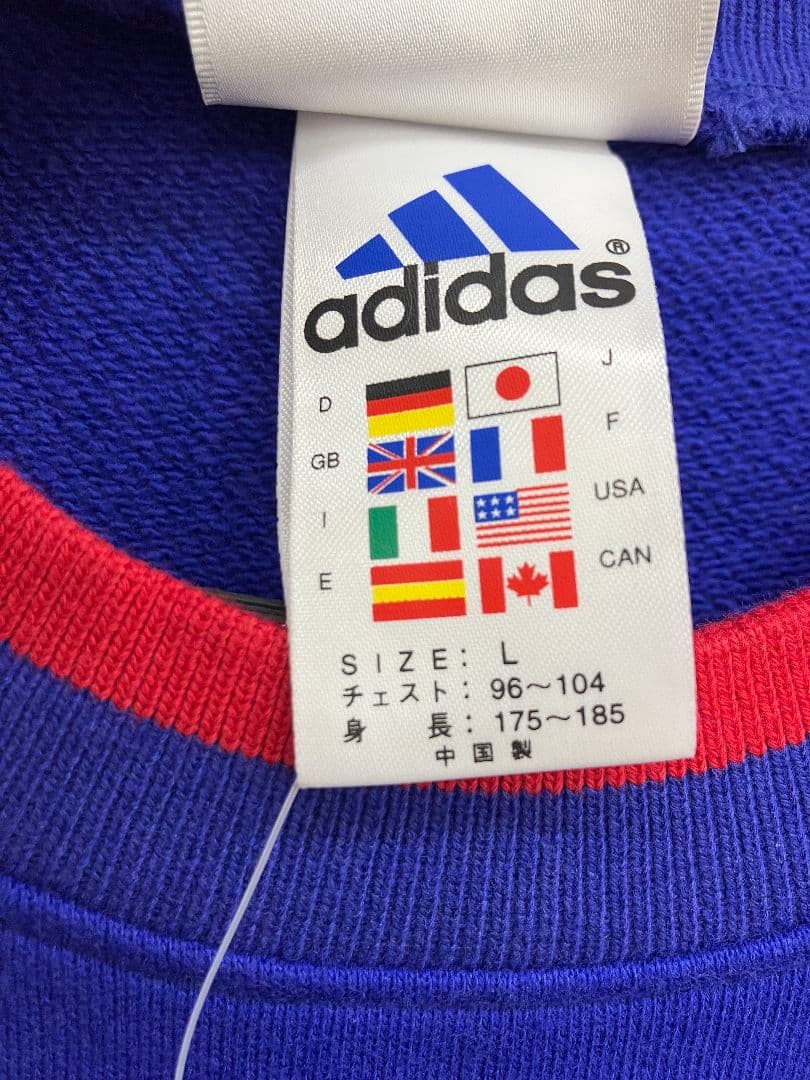 adidas®
D J
GB F
I USA
E CAN
SIZE: L
チェスト: 96～104
身長: 175～185
中国製